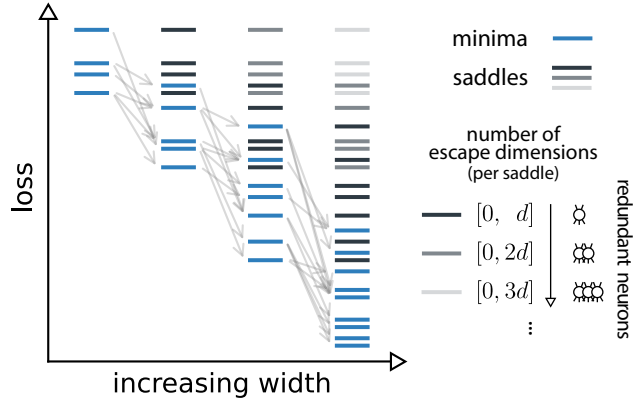 minima
saddles
number of
escape dimensions
(per saddle)
[0, d]
[0, 2d]
[0, 3d]
⋮
redundant neurons
loss
increasing width